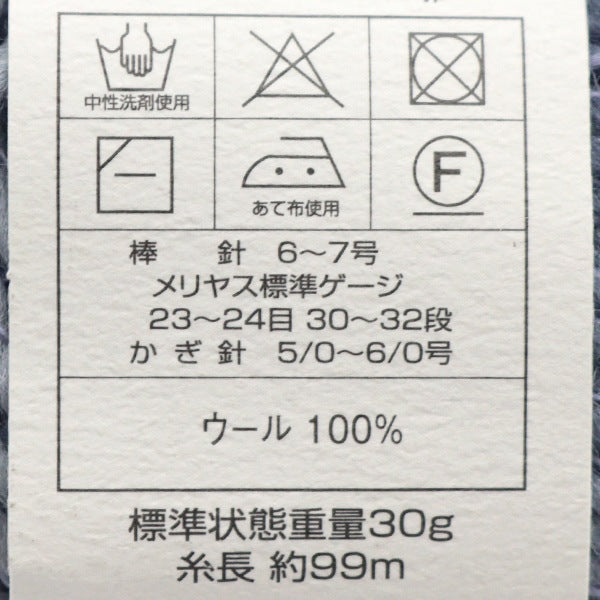 中性洗剤使用
あて布使用
F
棒 針 6〜7号
メリヤス標準ゲージ
23〜24目 30〜32段
かぎ針 5/0〜6/0号
ウール 100%
標準状態重量30g
糸長 約99m